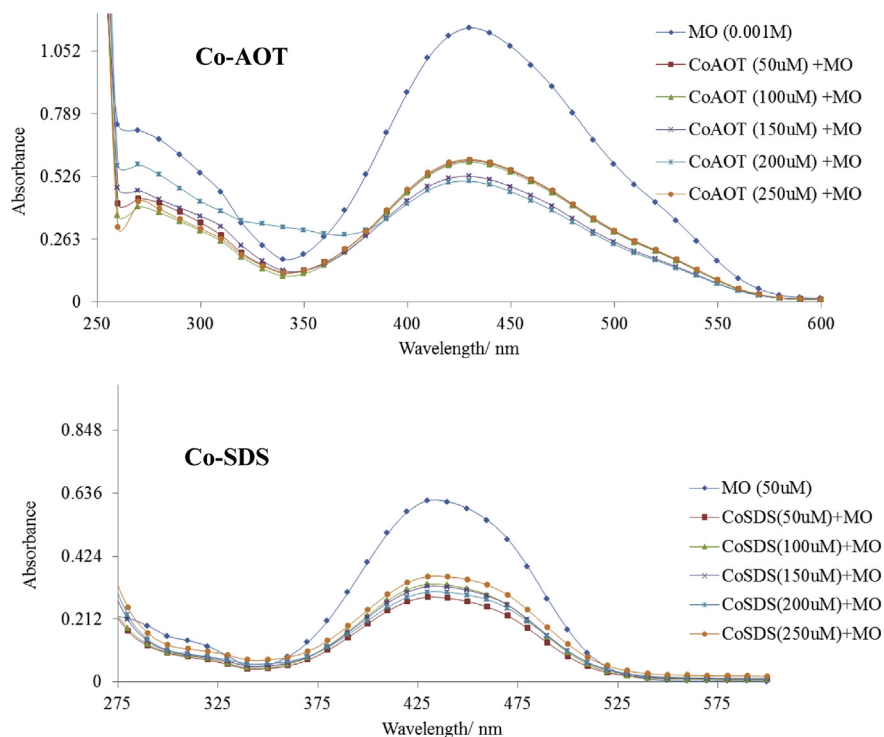 Co-AOT
Absorbance
1.052
0.789
0.526
0.263
0
250
300
350
400
450
500
550
600
Wavelength/ nm
MO (0.001M)
CoAOT (50uM) +MO
CoAOT (100uM) +MO
CoAOT (150uM) +MO
CoAOT (200uM) +MO
CoAOT (250uM) +MO
Co-SDS
Absorbance
0.848
0.636
0.424
0.212
0
275
325
375
425
475
525
575
Wavelength/ nm
MO (50uM)
CoSDS(50uM)+MO
CoSDS(100uM)+MO
CoSDS(150uM)+MO
CoSDS(200uM)+MO
CoSDS(250uM)+MO